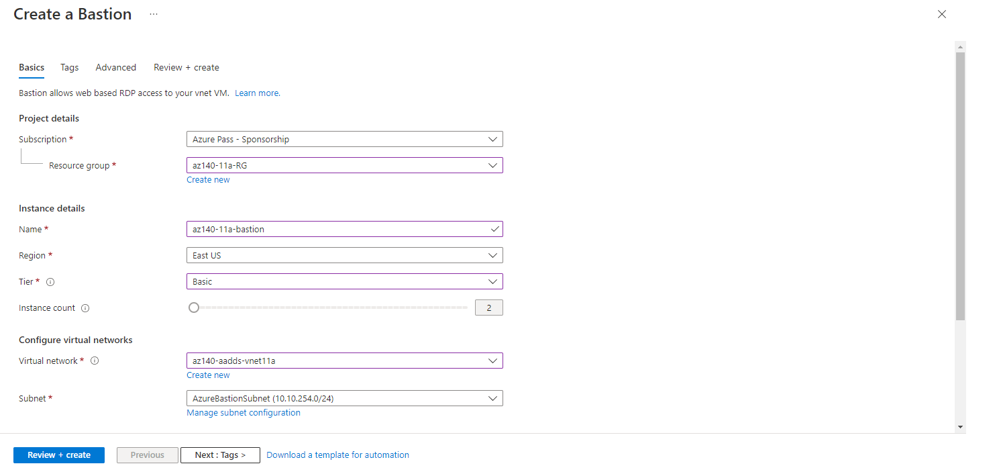 Create a Bastion ...
Basics Tags Advanced Review + create
Bastion allows web based RDP access to your vnet VM. Learn more.
Project details
Subscription * Azure Pass - Sponsorship
Resource group * az140-11a-RG
Create new
Instance details
Name * az140-11a-bastion
Region * East US
Tier * Basic
Instance count 2
Configure virtual networks
Virtual network * az140-aadds-vnet11a
Create new
Subnet * AzureBastionSubnet (10.10.254.0/24)
Manage subnet configuration
Review + create Previous Next : Tags > Download a template for automation